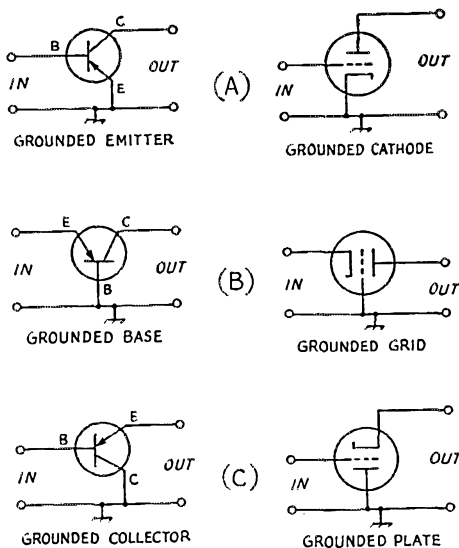 C
B
E
IN
OUT
GROUNDED EMITTER
(A)
IN
OUT
GROUNDED CATHODE
E
C
B
IN
OUT
GROUNDED BASE
(B)
IN
OUT
GROUNDED GRID
E
B
C
IN
OUT
GROUNDED COLLECTOR
(C)
IN
OUT
GROUNDED PLATE